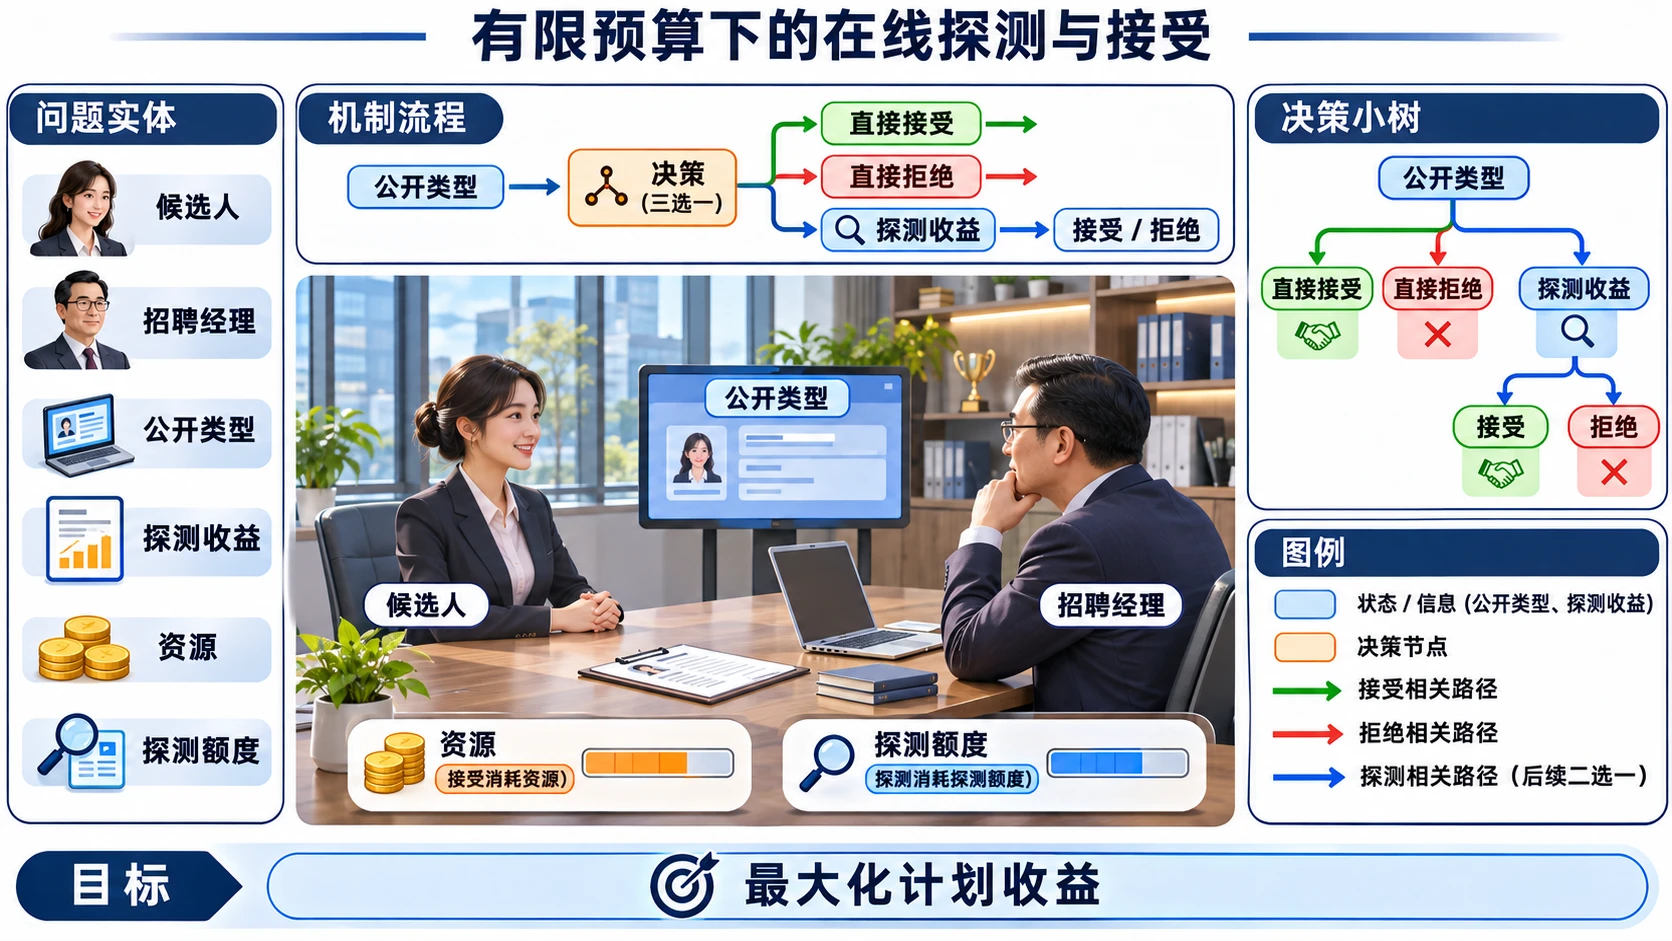 有限预算下的在线探测与接受
问题实体
候选人
招聘经理
公开类型
探测收益
资源
探测额度
机制流程
公开类型
决策
(三选一)
直接接受
直接拒绝
探测收益
接受 / 拒绝
公开类型
候选人
招聘经理
资源
接受消耗资源)
探测额度
探测消耗探测额度)
决策小树
公开类型
直接接受
直接拒绝
探测收益
接受
拒绝
图例
状态 / 信息 (公开类型、探测收益)
决策节点
接受相关路径
拒绝相关路径
探测相关路径（后续二选一）
目标
最大化计划收益